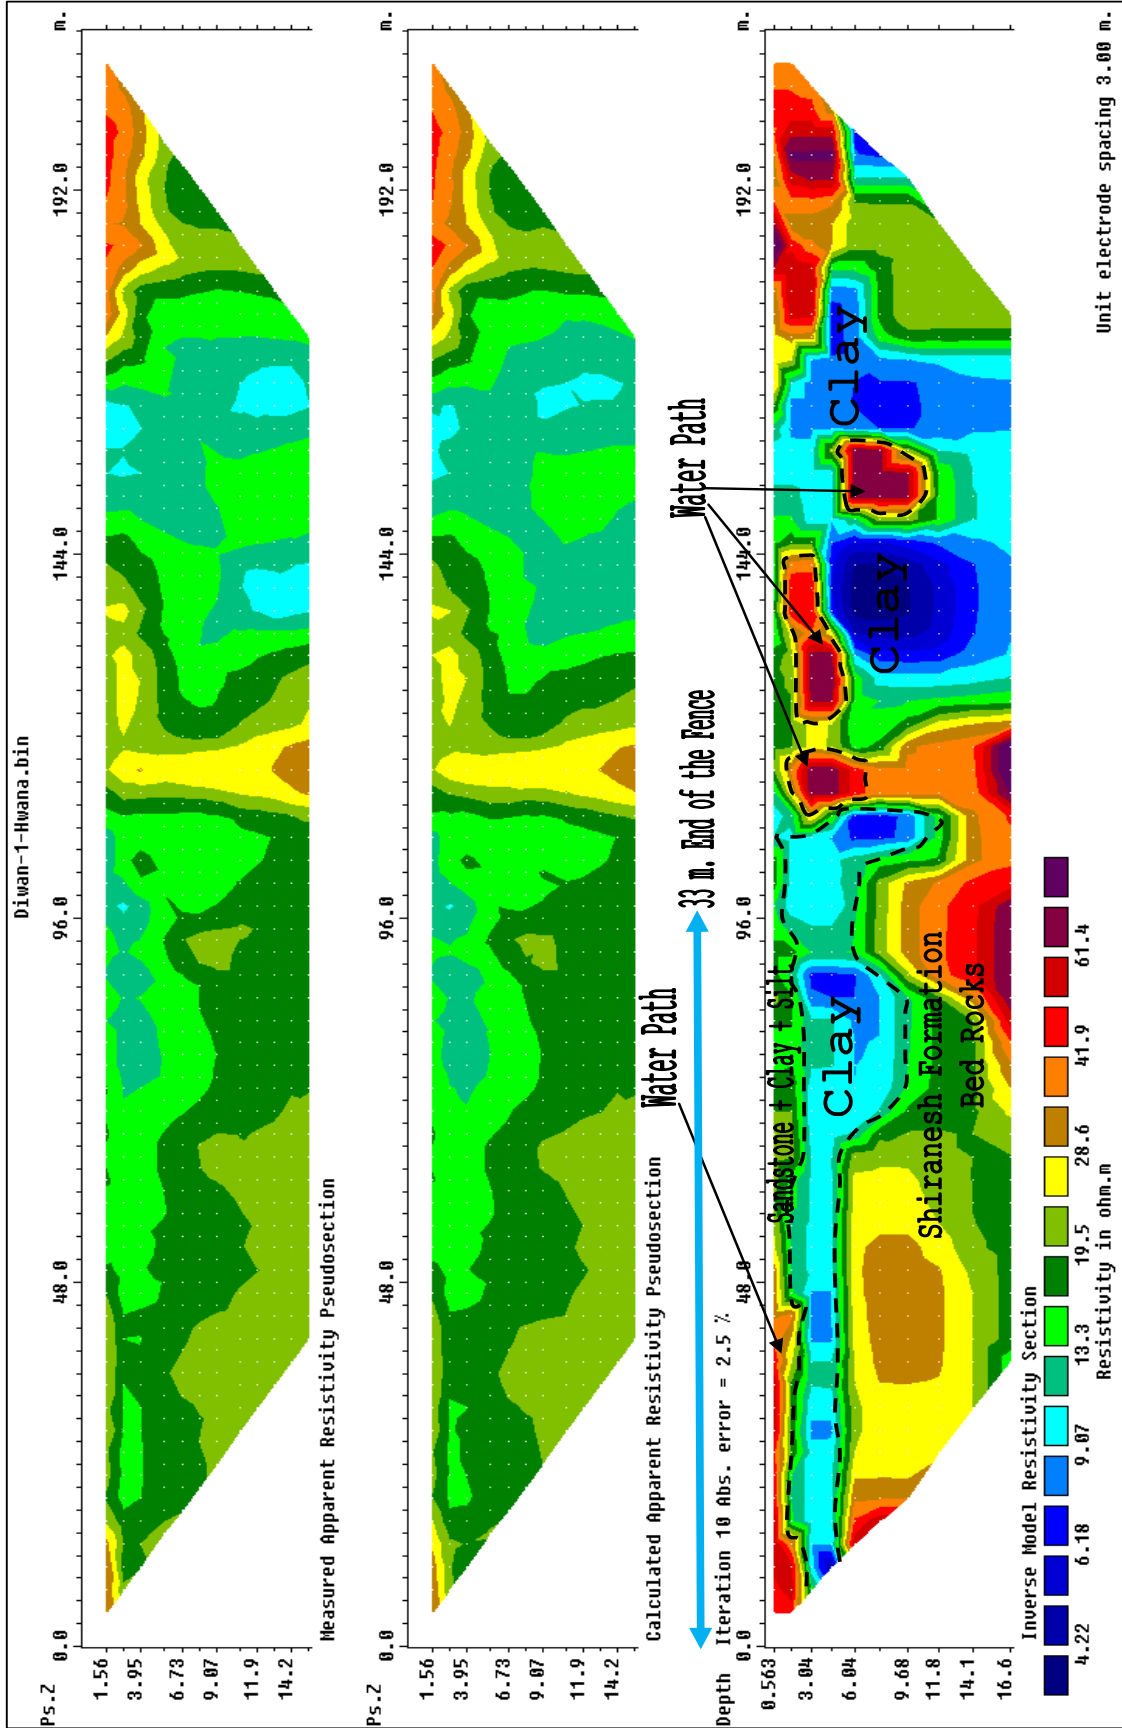 Diwan-1-Hwana.bin
Ps.Z 0.0 48.0 96.0 144.0 192.0 m.
1.56
3.95
6.73
9.07
11.9
14.2
Measured Apparent Resistivity Pseudosection
Ps.Z 0.0 48.0 96.0 144.0 192.0 m.
1.56
3.95
6.73
9.07
11.9
14.2
Calculated Apparent Resistivity Pseudosection
Water Path
Water Path
33 m. End of the Fence
Depth Iteration 10 Abs. error = 2.5 %
0.0 48.0 96.0 144.0 192.0 m.
0.563
3.04
6.04
9.68
11.8
14.1
16.6
Sandstone + Clay + Silt
Clay
Clay
Clay
Shiranesh Formation
Bed Rocks
Inverse Model Resistivity Section
4.22 6.18 9.07 13.3 19.5 28.6 41.9 61.4
Resistivity in ohm.m
Unit electrode spacing 3.00 m.